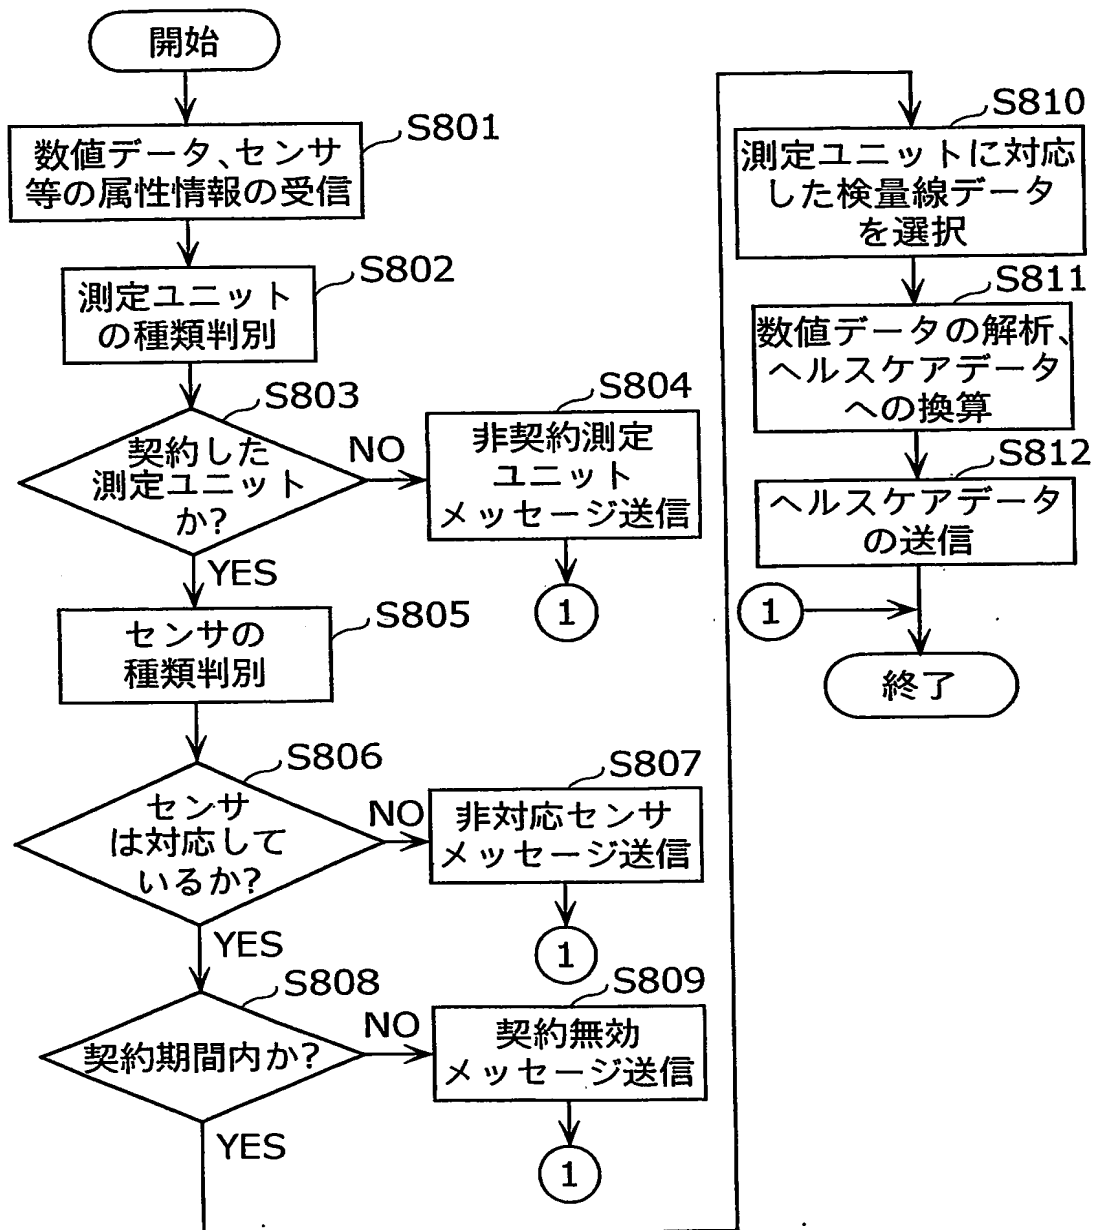 開始
S801
数値データ、センサ
等の属性情報の受信
S802
測定ユニット
の種類判別
S803
契約した
測定ユニット
か?
NO
YES
S804
非契約測定
ユニット
メッセージ送信
1
S805
センサの
種類判別
S806
センサ
は対応して
いるか?
NO
YES
S807
非対応センサ
メッセージ送信
1
S808
契約期間内か?
NO
YES
S809
契約無効
メッセージ送信
1
S810
測定ユニットに対応
した検量線データ
を選択
S811
数値データの解析、
ヘルスケアデータ
への換算
S812
ヘルスケアデータ
の送信
1
終了